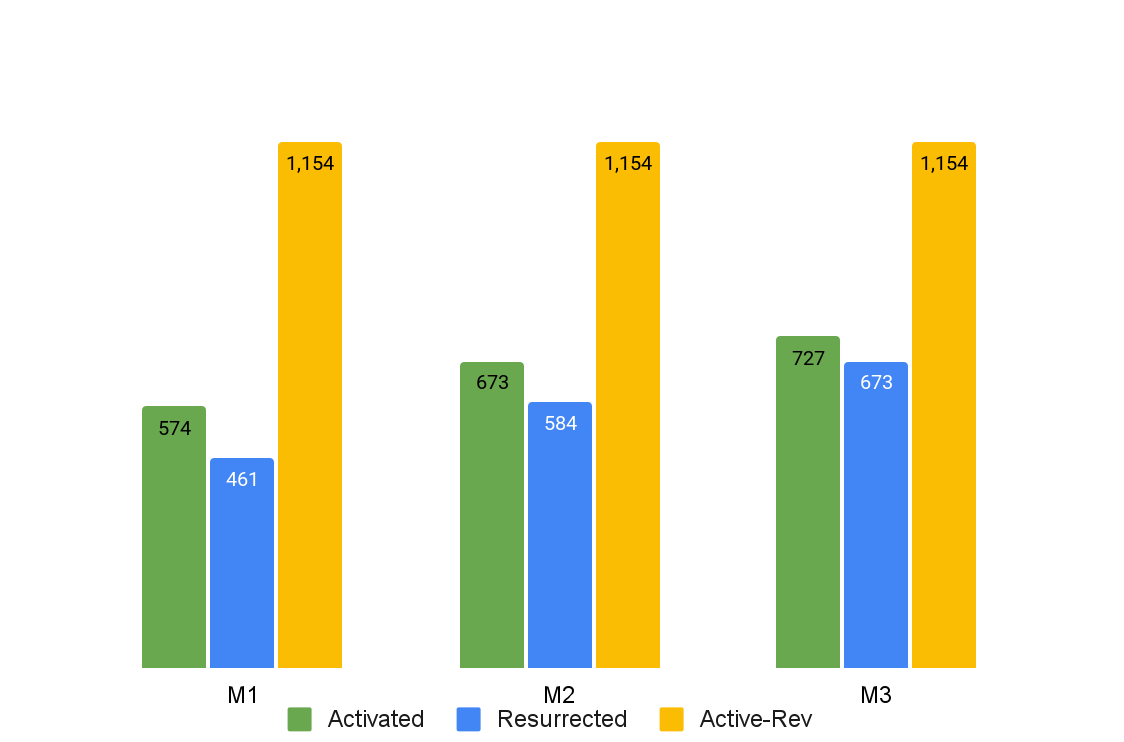 1,154 1,154 1,154
727
673 673
574 584
461
M1 M2 M3
Activated Resurrected Active-Rev